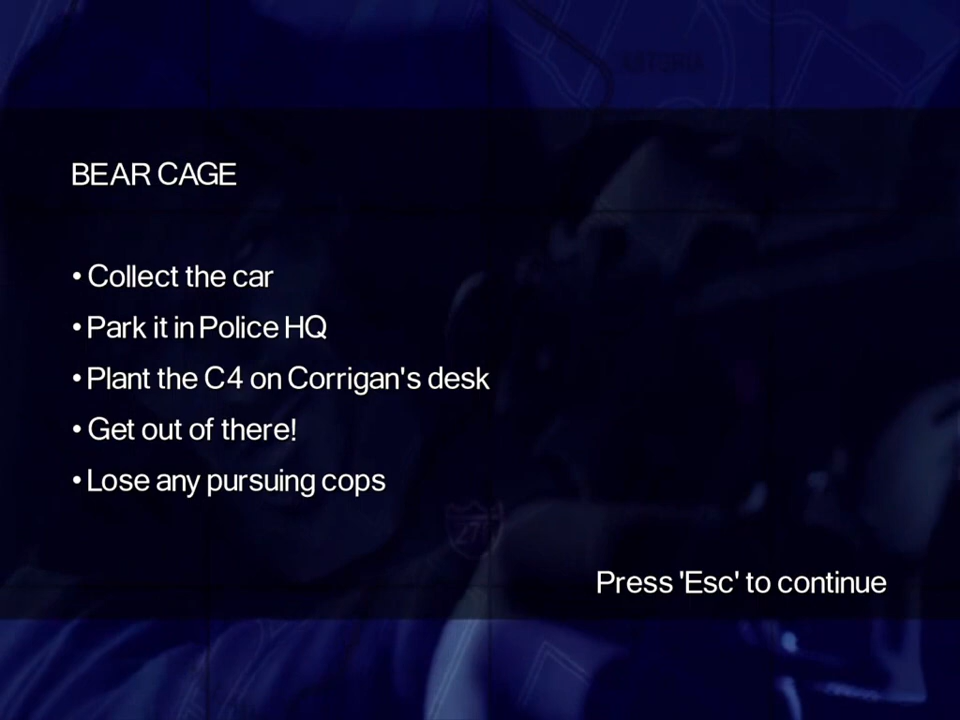 ASTORIA
BEAR CAGE
• Collect the car
• Park it in Police HQ
• Plant the C4 on Corrigan's desk
• Get out of there!
• Lose any pursuing cops
Press 'Esc' to continue